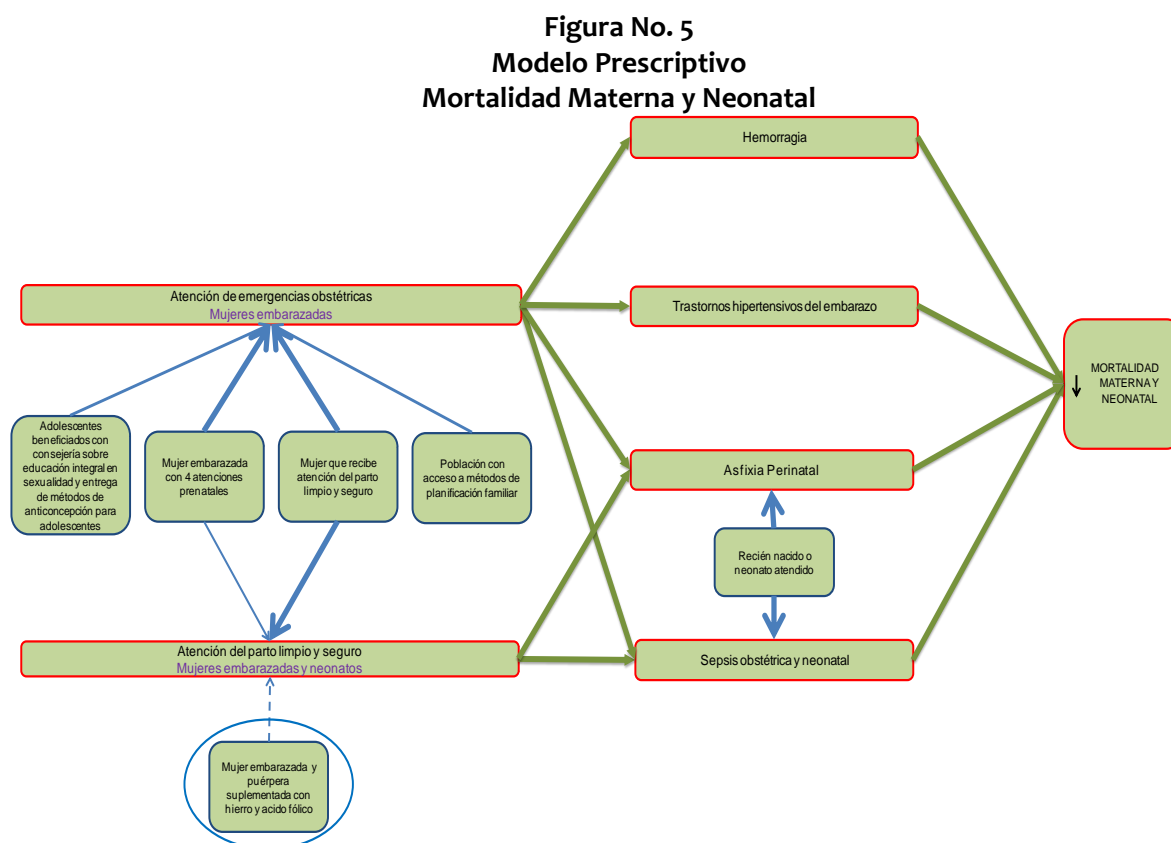 Figura No. 5
Modelo Prescriptivo
Mortalidad Materna y Neonatal
Hemorragia
Atención de emergencias obstétricas
Mujeres embarazadas
Trastornos hipertensivos del embarazo
MORTALIDAD
MATERNA Y
NEONATAL
Adolescentes
beneficiados con
consejería sobre
educación integral en
sexualidad y entrega
de métodos de
anticoncepción para
adolescentes
Mujer embarazada
con 4 atenciones
prenatales
Mujer que recibe
atención del parto
limpio y seguro
Población con
acceso a métodos de
planificación familiar
Asfixia Perinatal
Recién nacido o
neonato atendido
Atención del parto limpio y seguro
Mujeres embarazadas y neonatos
Sepsis obstétrica y neonatal
Mujer embarazada y
puérpera
suplementada con
hierro y acido fólico